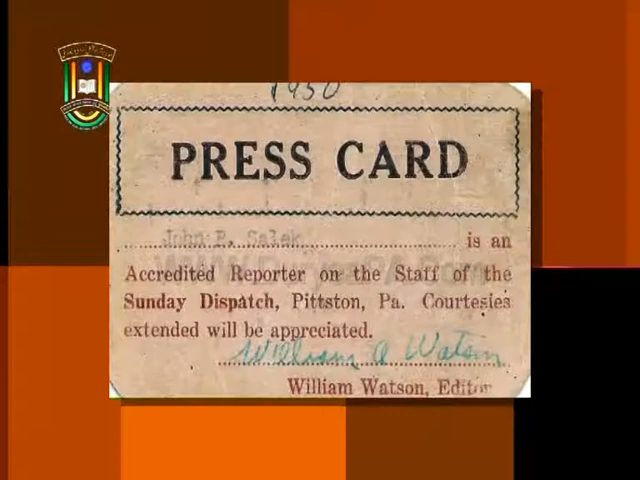 1950
PRESS CARD
John P. Salek is an
Accredited Reporter on the Staff of the
Sunday Dispatch, Pittston, Pa. Courtesies
extended will be appreciated.
William A Watson
William Watson, Editor